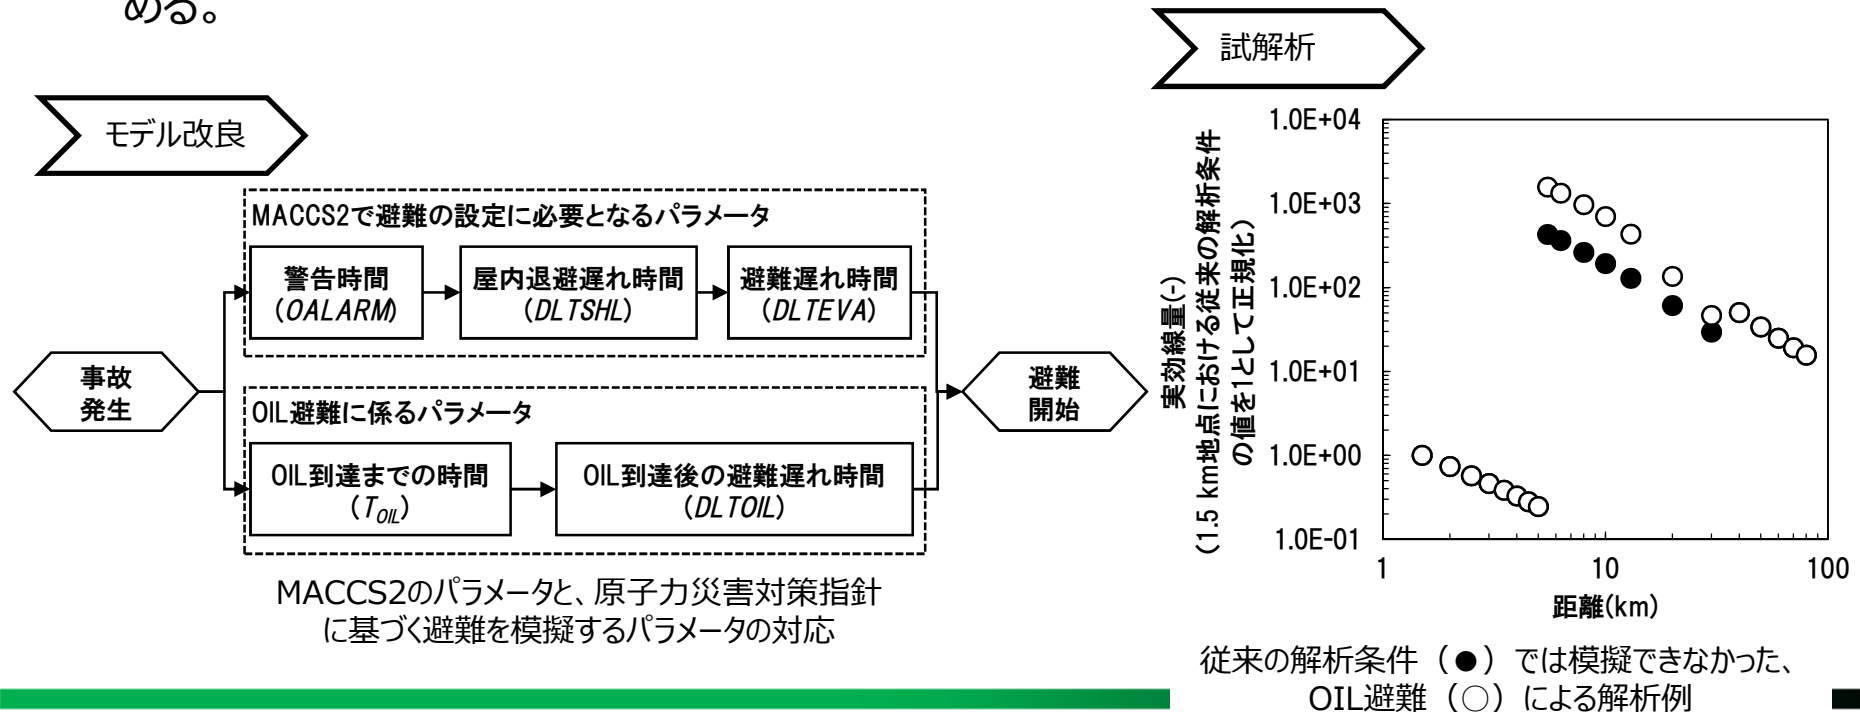 める。
モデル改良
MACCS2で避難の設定に必要となるパラメータ
警告時間
(OALARM)
屋内退避遅れ時間
(DLTSHL)
避難遅れ時間
(DLTEVA)
事故
発生
避難
開始
OIL避難に係るパラメータ
OIL到達までの時間
(TOIL)
OIL到達後の避難遅れ時間
(DLTOIL)
MACCS2のパラメータと、原子力災害対策指針
に基づく避難を模擬するパラメータの対応
試解析
実効線量(-)
(1.5 km地点における従来の解析条件
の値を1として正規化)
1.0E+04
1.0E+03
1.0E+02
1.0E+01
1.0E+00
1.0E-01
1
10
100
距離(km)
従来の解析条件（●）では模擬できなかった、
OIL避難（○）による解析例